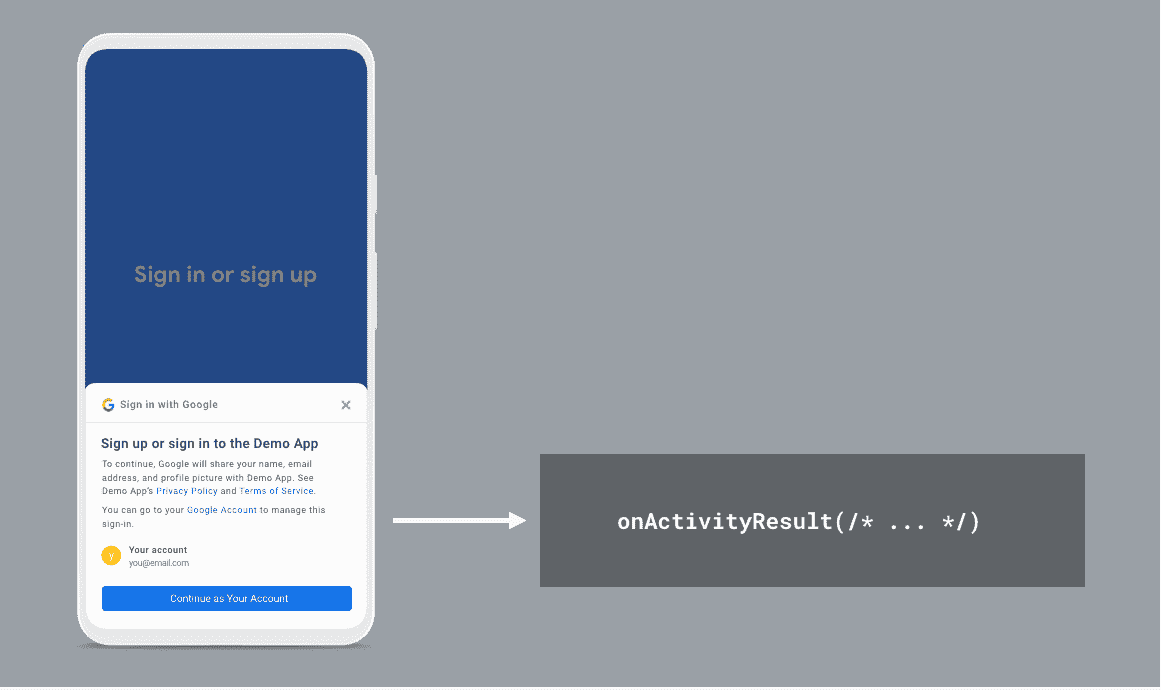 Sign in or sign up
Sign in with Google
Sign up or sign in to the Demo App
To continue, Google will share your name, email
address, and profile picture with Demo App. See
Demo App's Privacy Policy and Terms of Service.
You can go to your Google Account to manage this
sign-in.
y
Your account
you@email.com
Continue as Your Account
onActivityResult(/* ... */)